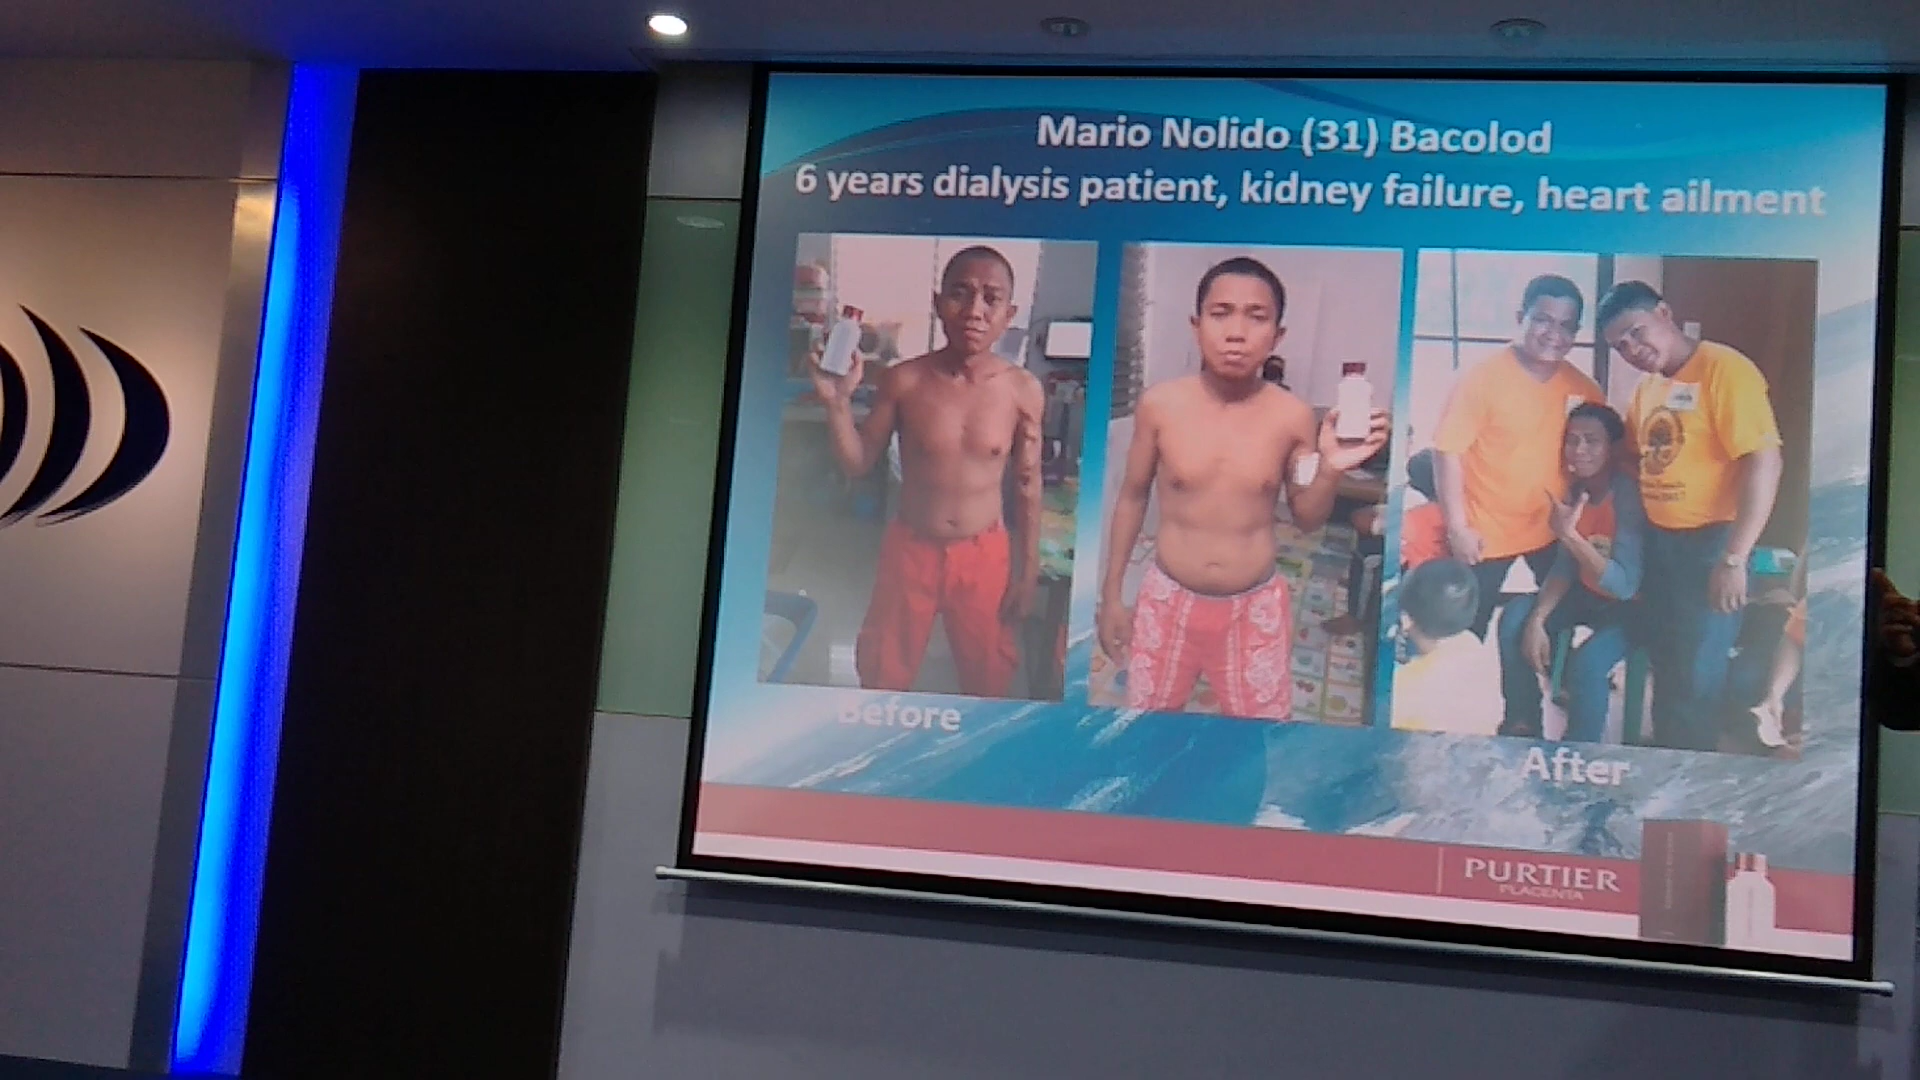 Mario Nolido (31) Bacolod
6 years dialysis patient, kidney failure, heart ailment
Before
After
PURTIER
PLACENTA